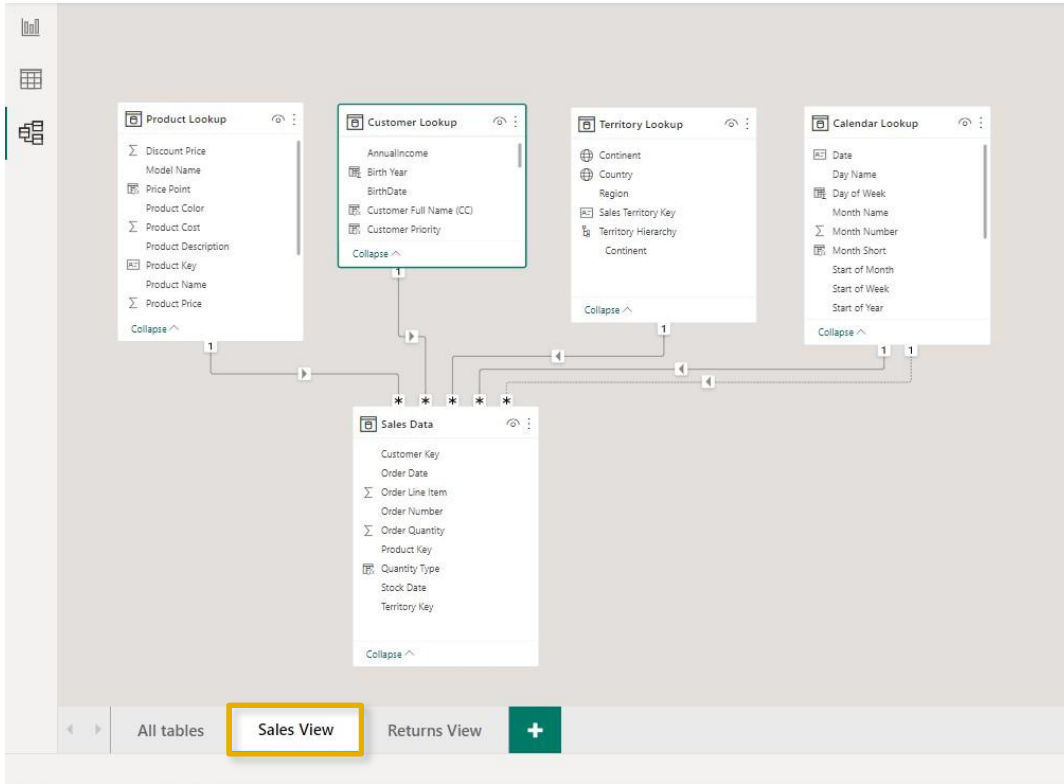 Product Lookup
Discount Price
Model Name
Price Point
Product Color
Product Cost
Product Description
Product Key
Product Name
Product Price
Collapse
1
Customer Lookup
AnnualIncome
Birth Year
BirthDate
Customer Full Name (CC)
Customer Priority
Collapse
1
Territory Lookup
Continent
Country
Region
Sales Territory Key
Territory Hierarchy
Continent
Collapse
1
Calendar Lookup
Date
Day Name
Day of Week
Month Name
Month Number
Month Short
Start of Month
Start of Week
Start of Year
Collapse
1 1
* * * * *
Sales Data
Customer Key
Order Date
Order Line Item
Order Number
Order Quantity
Product Key
Quantity Type
Stock Date
Territory Key
Collapse
All tables Sales View Returns View +